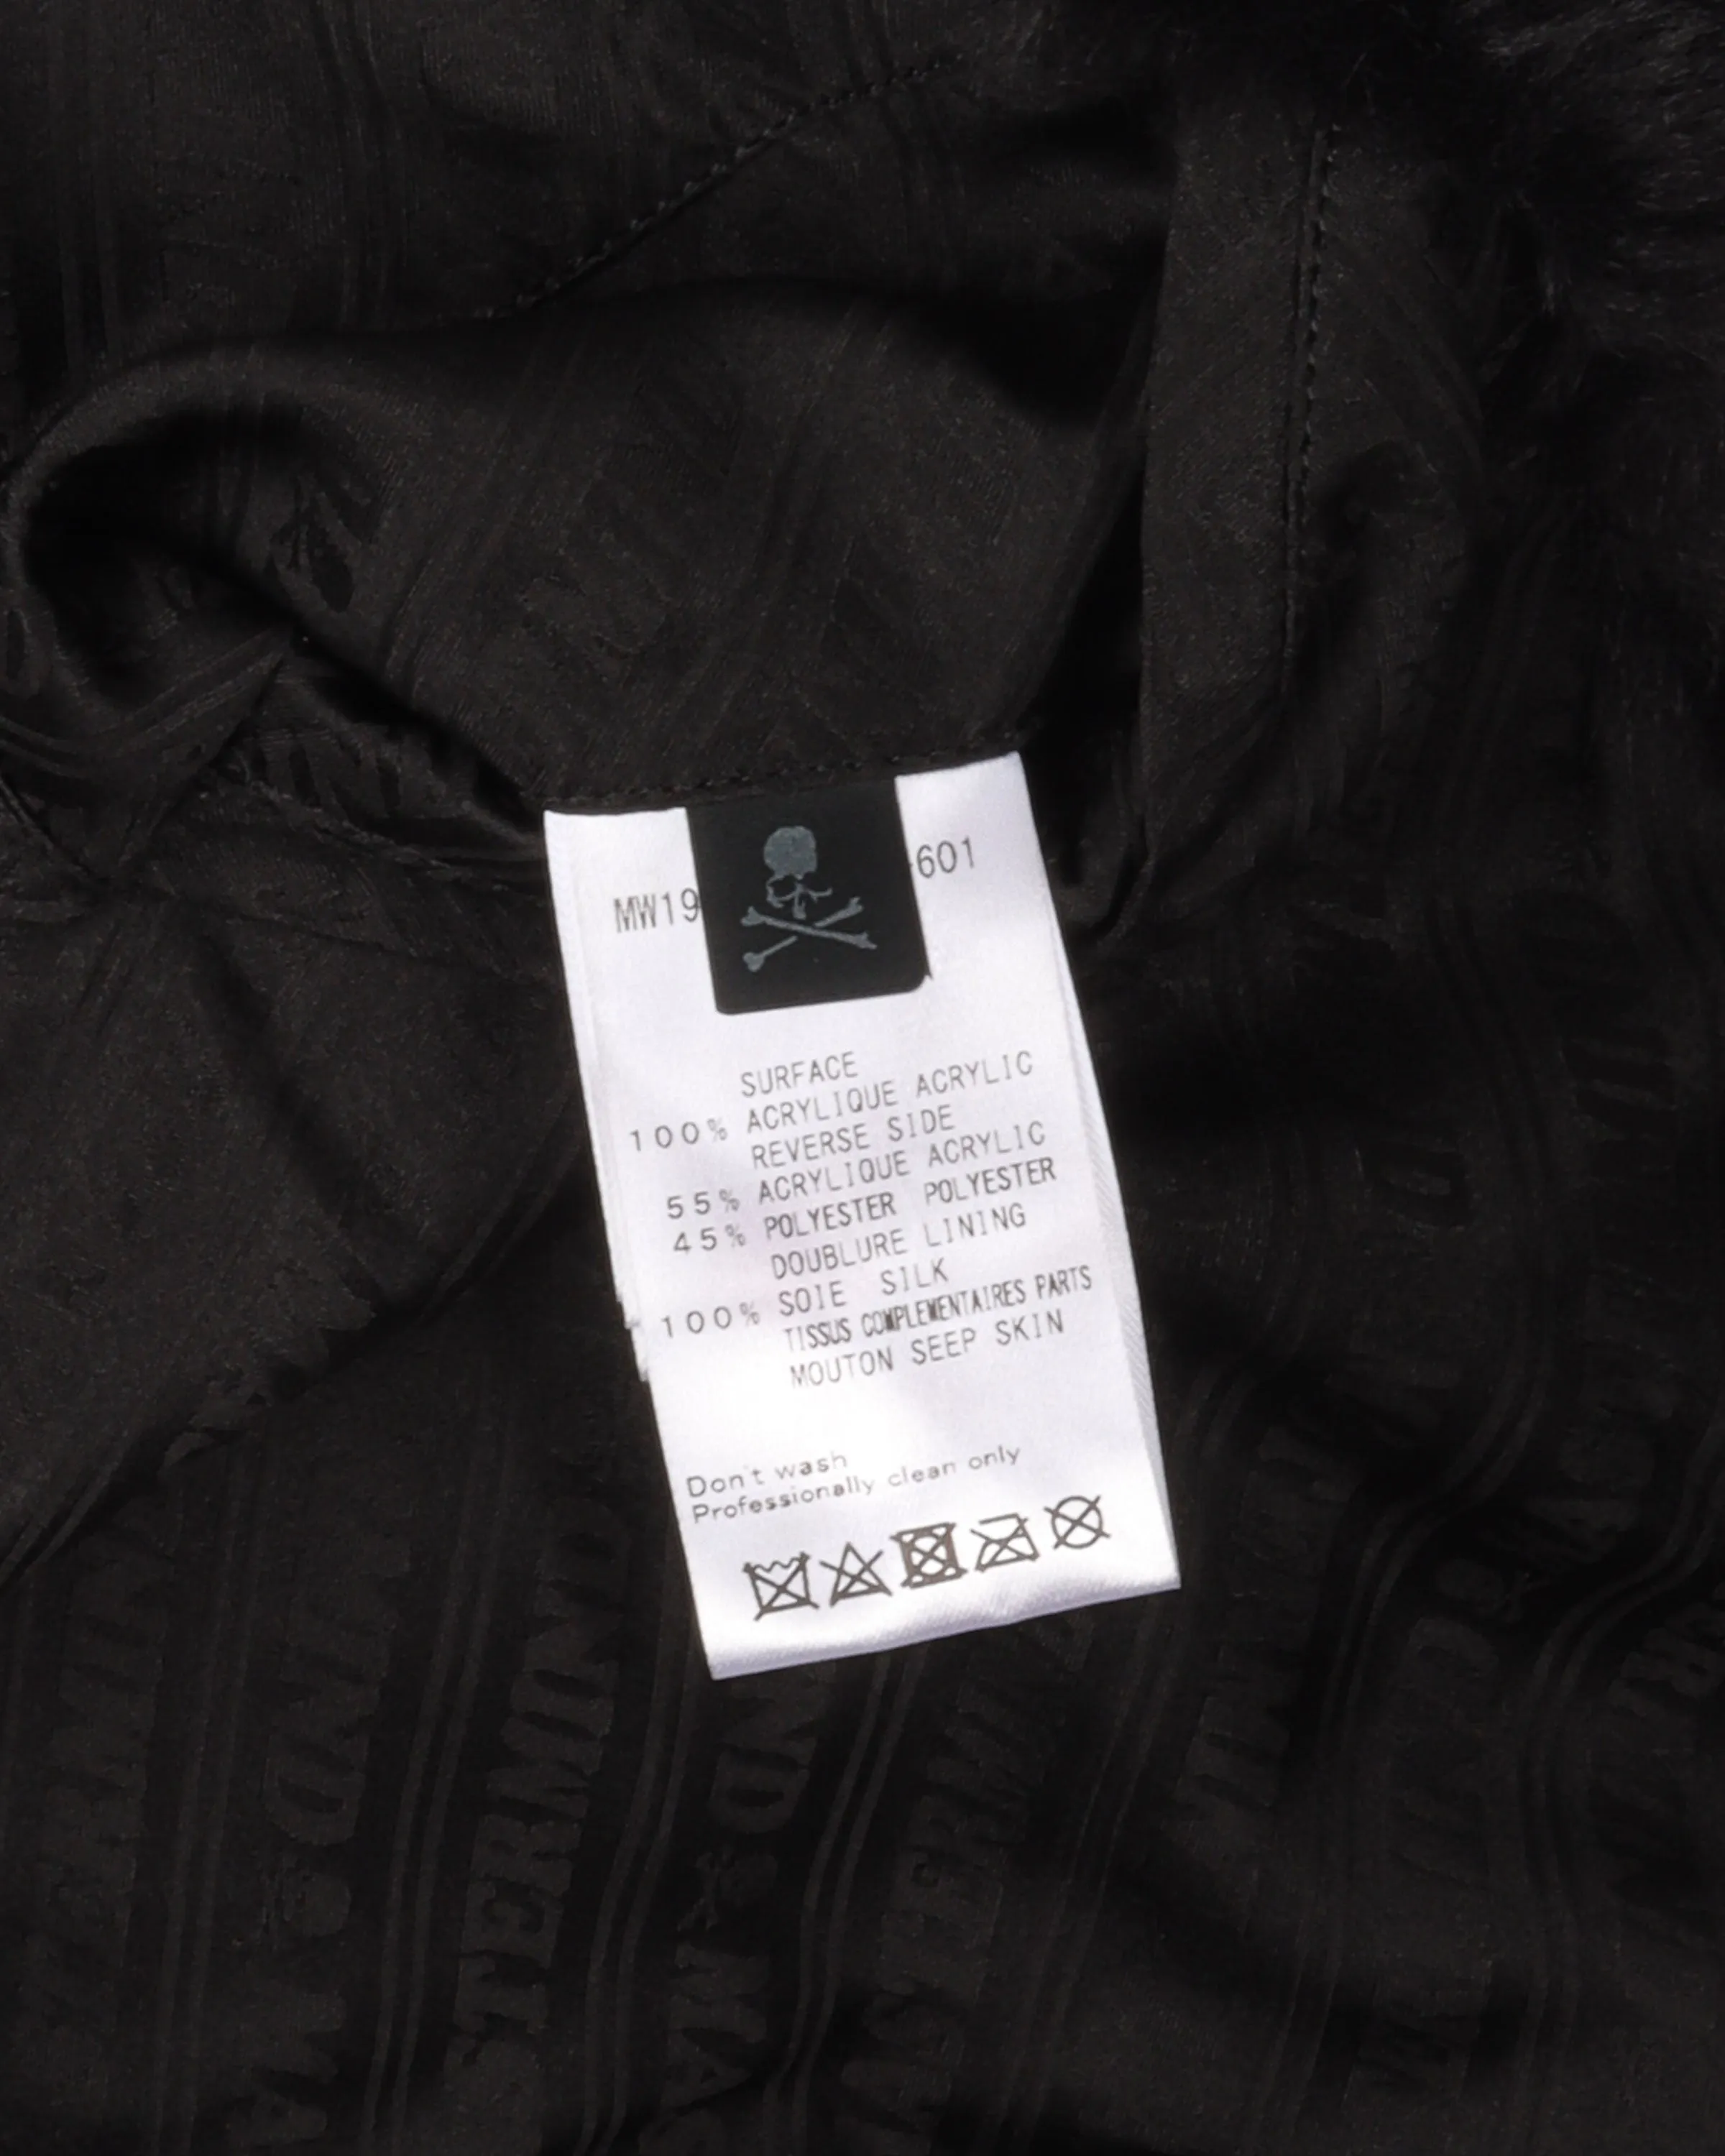 MW19 601
SURFACE
100% ACRYLIQUE ACRYLIC
REVERSE SIDE
55% ACRYLIQUE ACRYLIC
45% POLYESTER POLYESTER
DOUBLURE LINING
100% SOIE SILK
TISSUS COMPLEMENTAIRES PARTS
MOUTON SEEP SKIN
Don't wash
Professionally clean only